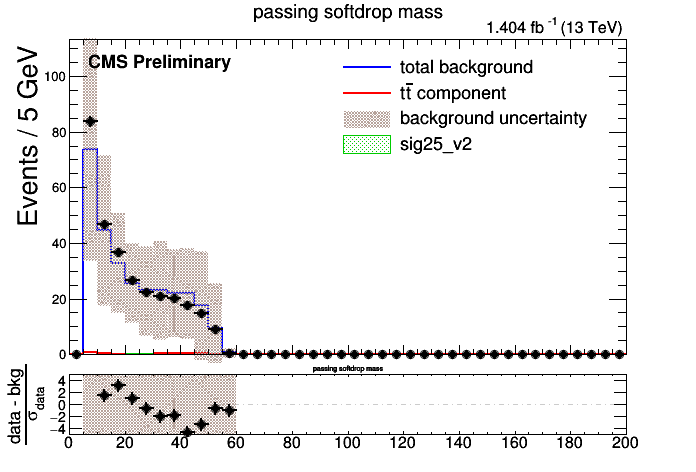 passing softdrop mass
1.404 fb⁻¹ (13 TeV)
CMS Preliminary
total background
tt̄ component
background uncertainty
sig25_v2
Events / 5 GeV
100
80
60
40
20
0
passing softdrop mass
data - bkg
σdata
4
2
0
−2
−4
0 20 40 60 80 100 120 140 160 180 200